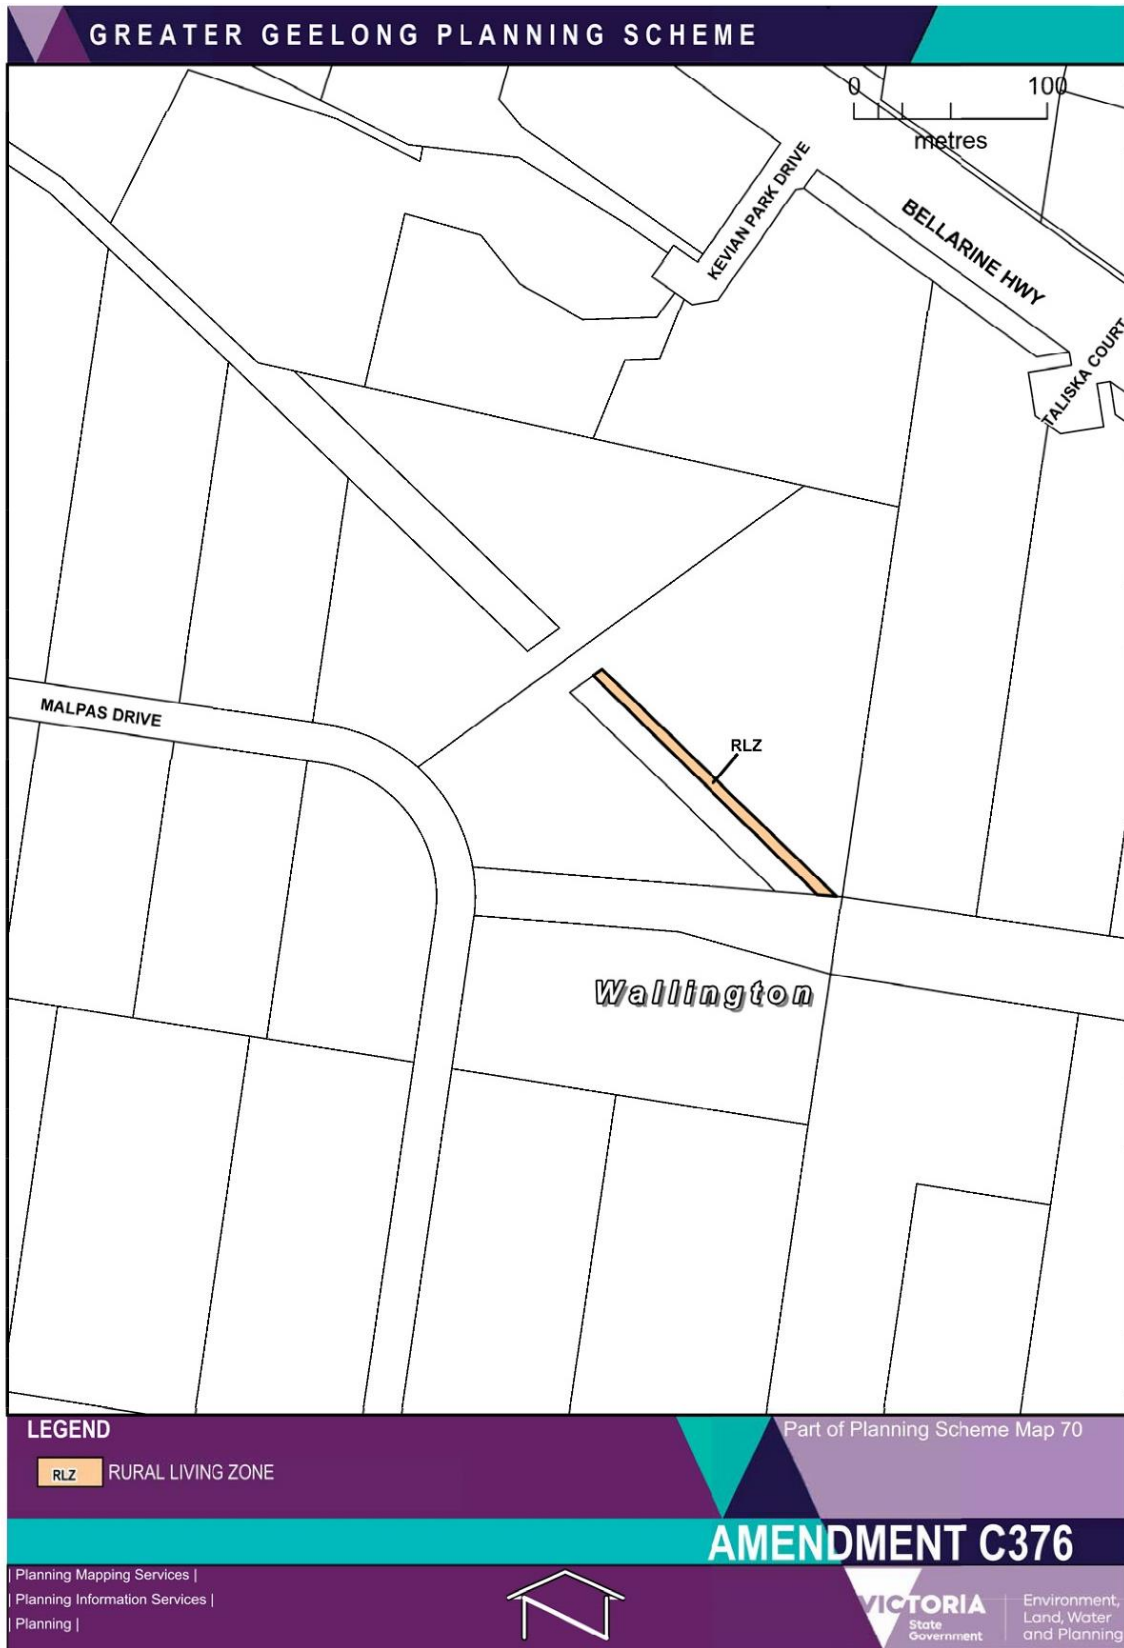 GREATER GEELONG PLANNING SCHEME
0 100
metres
KEVIAN PARK DRIVE
BELLARINE HWY
TALISKA COURT
MALPAS DRIVE
RLZ
Wallington
LEGEND
RLZ RURAL LIVING ZONE
Part of Planning Scheme Map 70
AMENDMENT C376
| Planning Mapping Services |
| Planning Information Services |
| Planning |
VICTORIA
State
Government
Environment,
Land, Water
and Planning